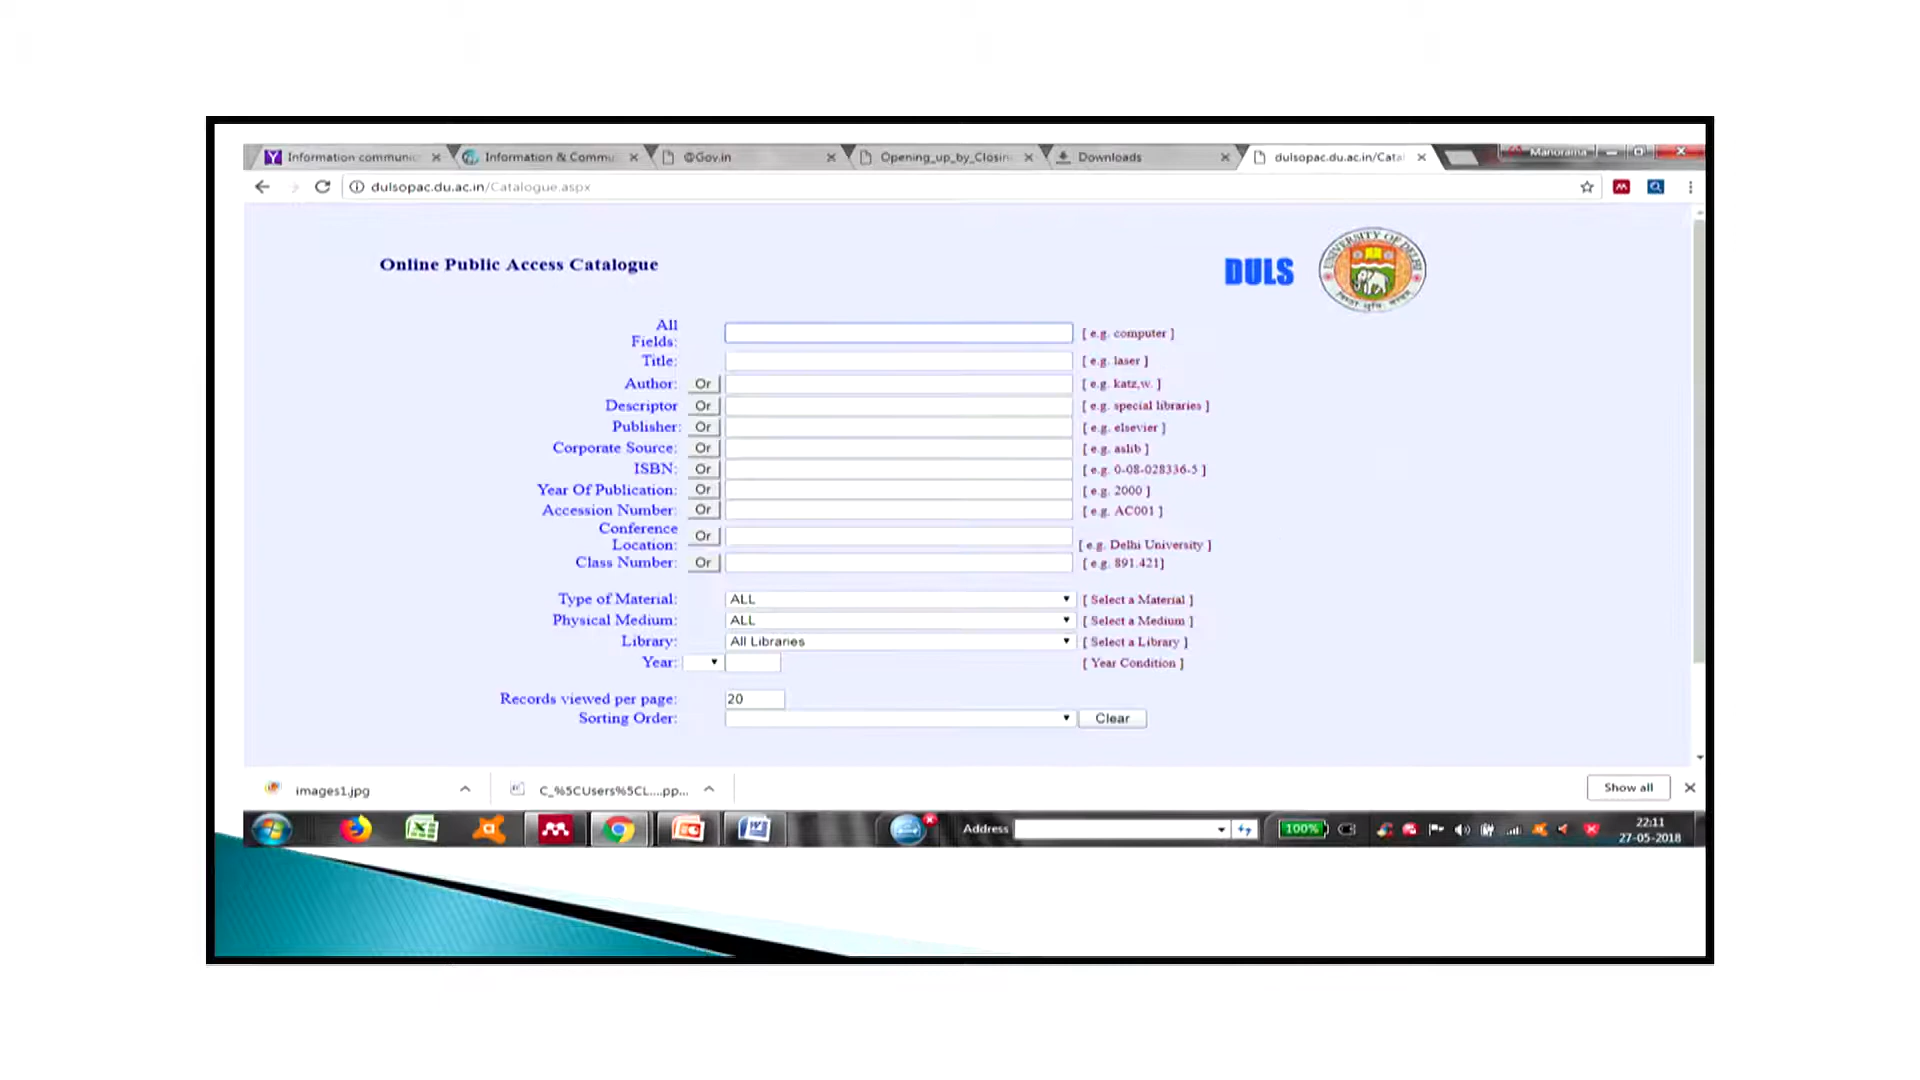 Information communic
Information & Commu
@Gov.in
Opening_up_by_Closin
Downloads
dulsopac.du.ac.in/Catal
Manorama
dulsopac.du.ac.in/Catalogue.aspx
Online Public Access Catalogue
DULS
UNIVERSITY OF DELHI
All
Fields:
[ e.g. computer ]
Title:
[ e.g. laser ]
Author: Or [ e.g. katz,w. ]
Descriptor Or [ e.g. special libraries ]
Publisher: Or [ e.g. elsevier ]
Corporate Source: Or [ e.g. aslib ]
ISBN: Or [ e.g. 0-08-028336-5 ]
Year Of Publication: Or [ e.g. 2000 ]
Accession Number: Or [ e.g. AC001 ]
Conference
Location: Or [ e.g. Delhi University ]
Class Number: Or [ e.g. 891.421]
Type of Material: ALL [ Select a Material ]
Physical Medium: ALL [ Select a Medium ]
Library: All Libraries [ Select a Library ]
Year: [ Year Condition ]
Records viewed per page: 20
Sorting Order: Clear
images1.jpg
C_%5CUsers%5CL....pp...
Show all
Address
100%
22:11
27-05-2018